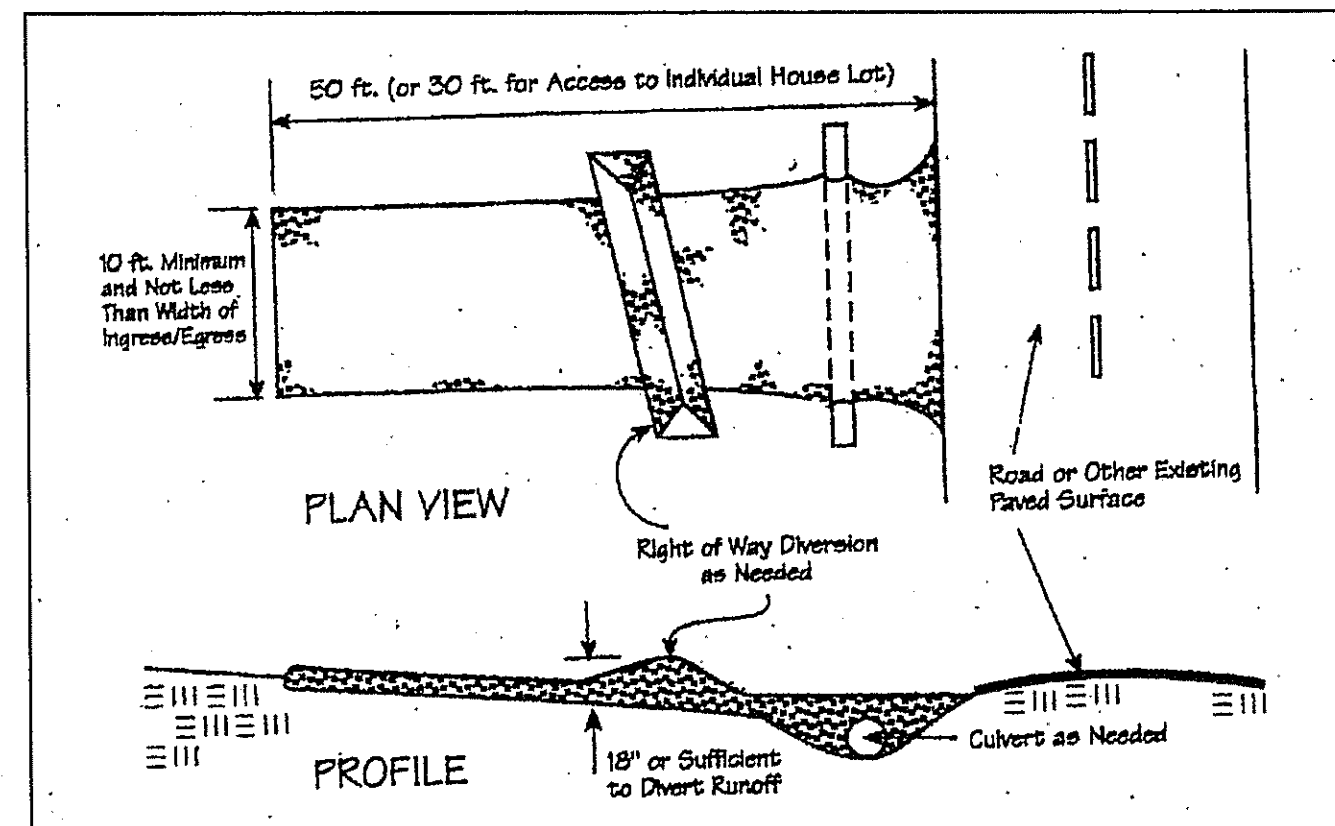 50 ft. (or 30 ft. for Access to Individual House Lot)
10 ft. Minimum
and Not Less
Than Width of
Ingress/Egress
PLAN VIEW
Right of Way Diversion
as Needed
Road or Other Existing
Paved Surface
18" or Sufficient
to Divert Runoff
Culvert as Needed
PROFILE